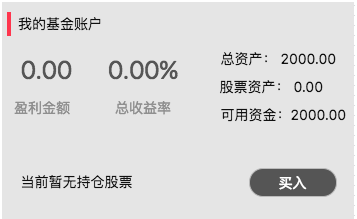 我的基金账户
0.00 0.00%
盈利金额 总收益率
总资产： 2000.00
股票资产： 0.00
可用资金：2000.00
当前暂无持仓股票
买入